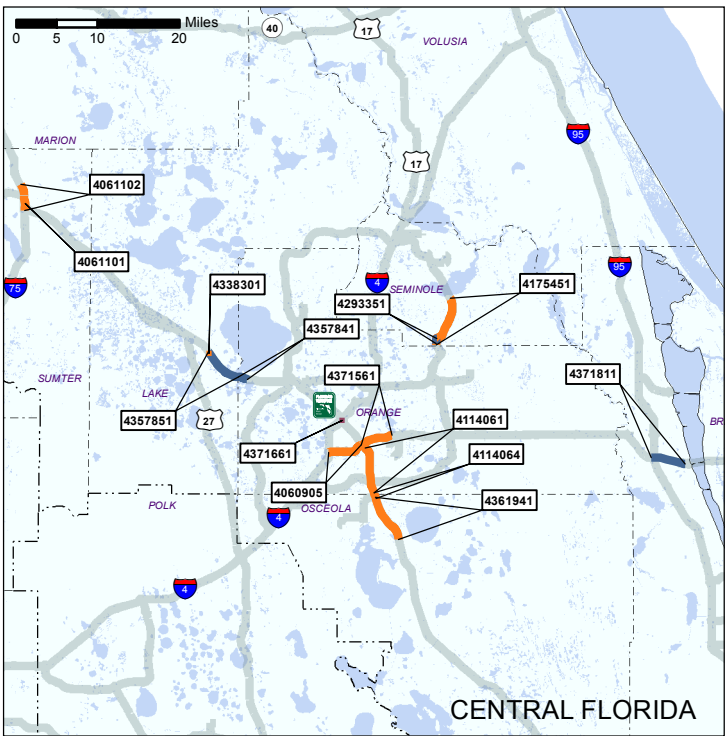 Miles
0 5 10 20
40
17
VOLUSIA
95
MARION
17
4061102
4061101
75
4338301
4
SEMINOLE
4175451
95
4293351
4357841
4371561
4371811
SUMTER
LAKE
4357851
27
ORANGE
4114061
BR
4371661
4114064
4060905
4361941
POLK
OSCEOLA
4
4
CENTRAL FLORIDA